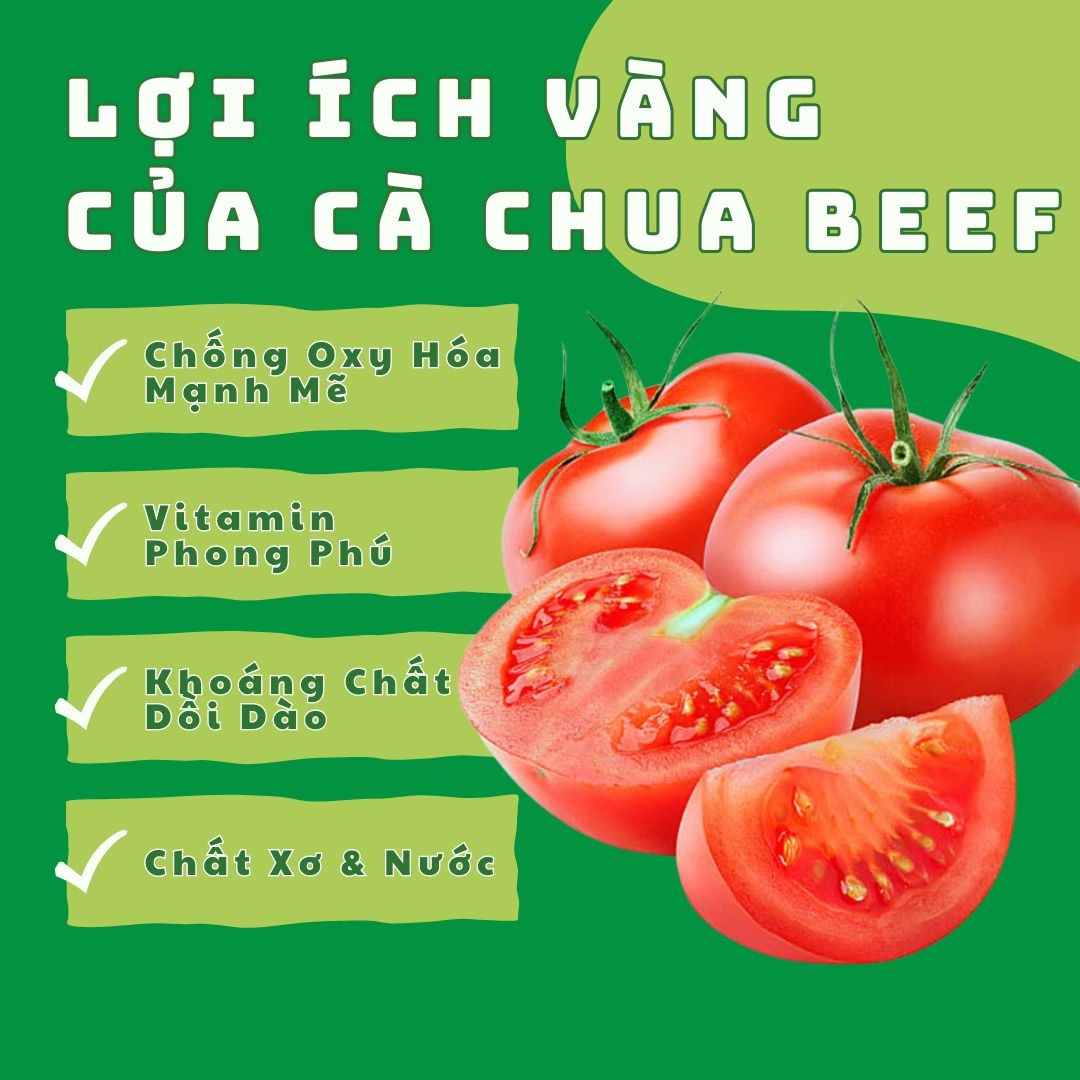 LỢI ÍCH VÀNG
CỦA CÀ CHUA BEEF
Chống Oxy Hóa
Mạnh Mẽ
Vitamin
Phong Phú
Khoáng Chất
Dồi Dào
Chất Xơ & Nước